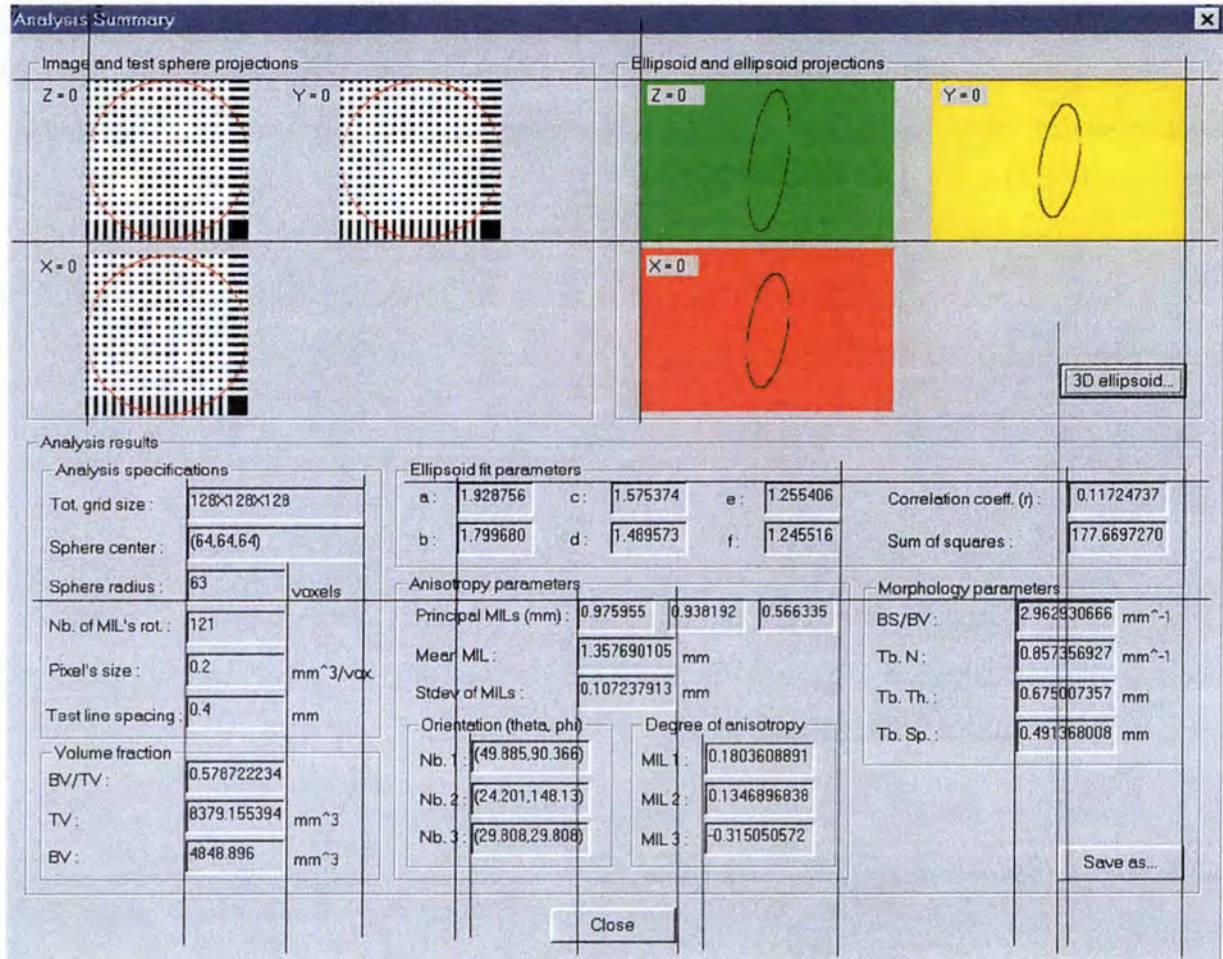 Analysis Summary
Image and test sphere projections
Z = 0
Y = 0
X = 0
Ellipsoid and ellipsoid projections
Z = 0
Y = 0
X = 0
3D ellipsoid...
Analysis results
Analysis specifications
Tot. grid size : 128X128X128
Sphere center : (64,64,64)
Sphere radius : 63 voxels
Nb. of MIL's rot. : 121
Pixel's size : 0.2 mm^3/vox.
Test line spacing : 0.4 mm
Volume fraction
BV/TV : 0.578722234
TV : 8379.155394 mm^3
BV : 4848.896 mm^3
Ellipsoid fit parameters
a : 1.928756 c : 1.575374 e : 1.255406
b : 1.799680 d : 1.489573 f : 1.245516
Correlation coeff. (r) : 0.11724737
Sum of squares : 177.6697270
Anisotropy parameters
Principal MILs (mm) : 0.975955 0.938192 0.566335
Mean MIL : 1.357690105 mm
Stdev of MILs : 0.107237913 mm
Orientation (theta, phi)
Nb. 1 : (49.885,90.366)
Nb. 2 : (24.201,148.13)
Nb. 3 : (29.808,29.808)
Degree of anisotropy
MIL 1 : 0.1803608891
MIL 2 : 0.1346896838
MIL 3 : -0.315050572
Morphology parameters
BS/BV : 2.962930666 mm^-1
Tb. N : 0.857356927 mm^-1
Tb. Th. : 0.675007357 mm
Tb. Sp. : 0.491368008 mm
Save as...
Close